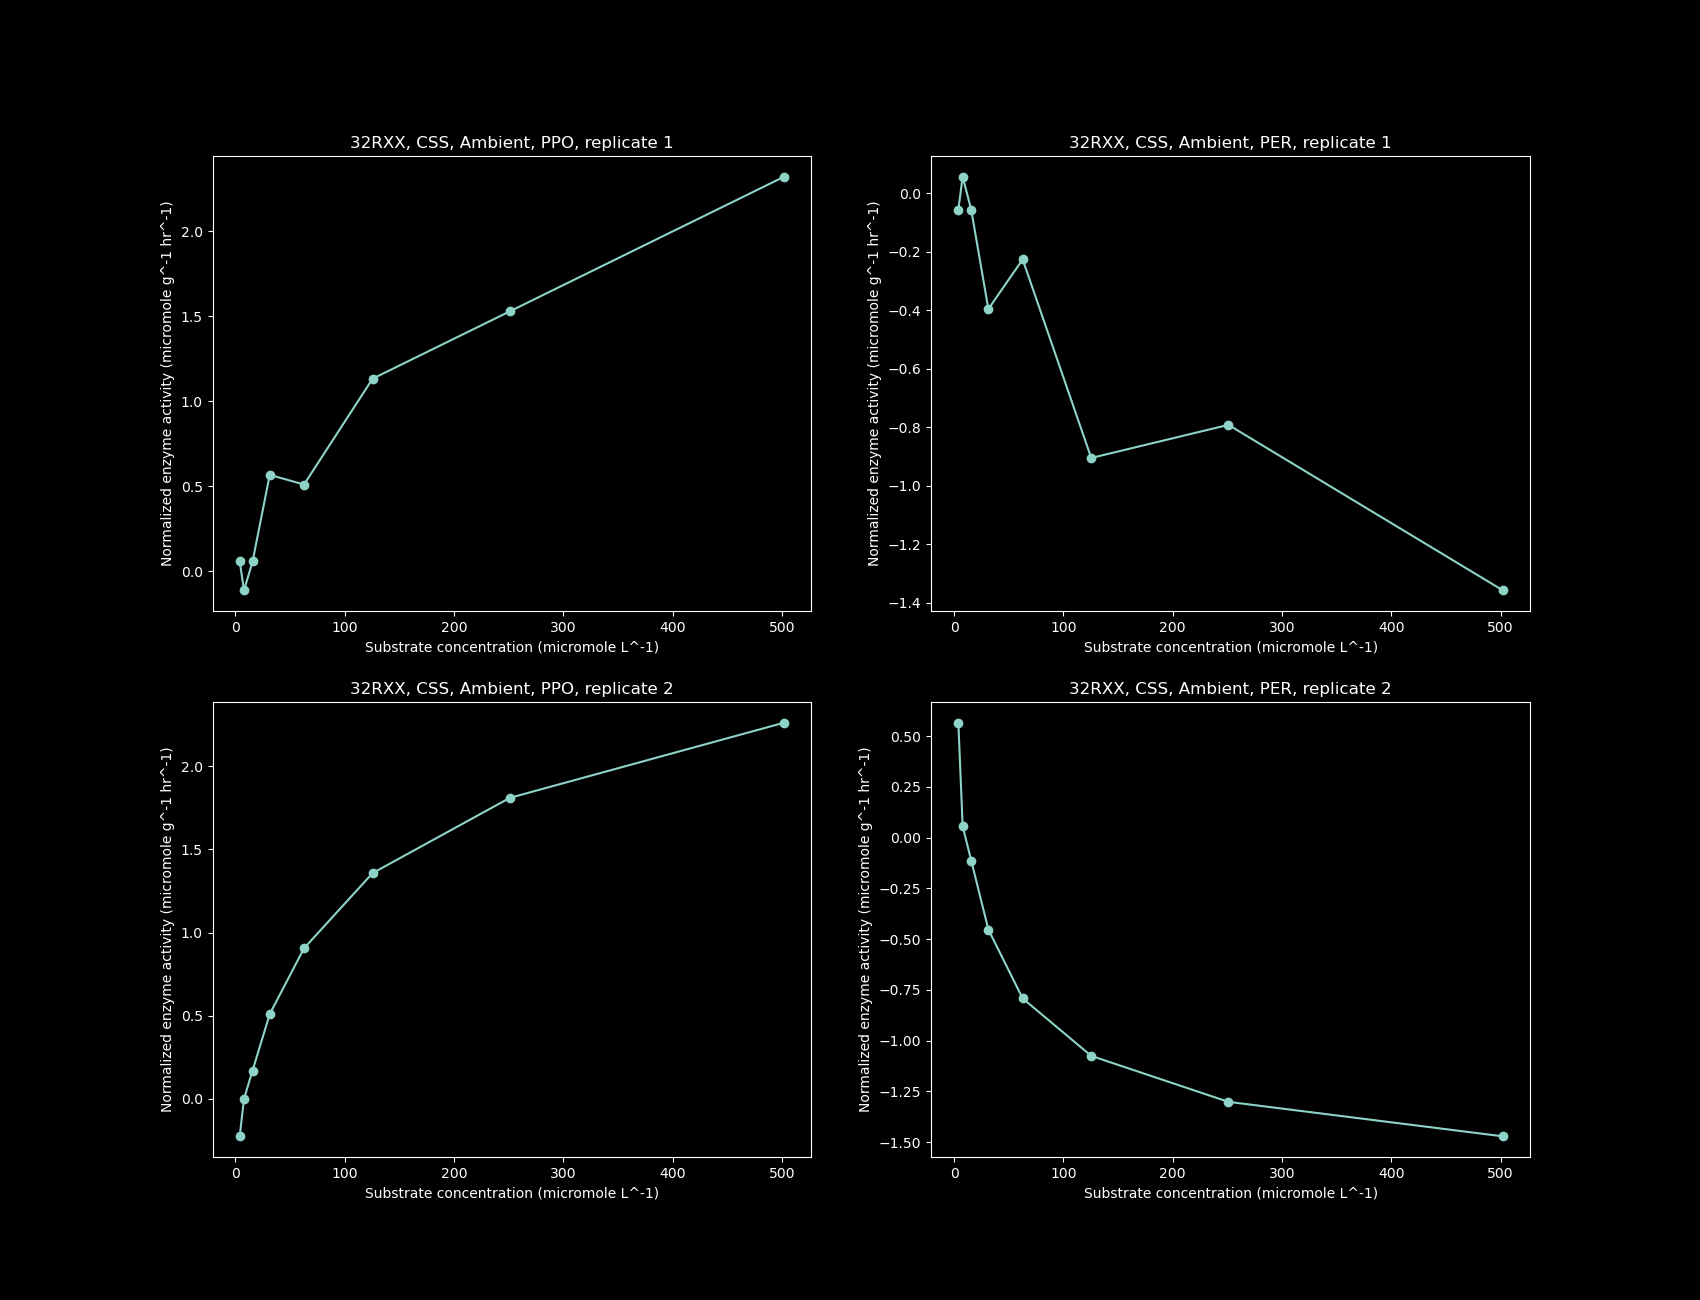 32RXX, CSS, Ambient, PPO, replicate 1
Normalized enzyme activity (micromole g^-1 hr^-1)
2.0
1.5
1.0
0.5
0.0
0 100 200 300 400 500
Substrate concentration (micromole L^-1)
32RXX, CSS, Ambient, PER, replicate 1
Normalized enzyme activity (micromole g^-1 hr^-1)
0.0
−0.2
−0.4
−0.6
−0.8
−1.0
−1.2
−1.4
0 100 200 300 400 500
Substrate concentration (micromole L^-1)
32RXX, CSS, Ambient, PPO, replicate 2
Normalized enzyme activity (micromole g^-1 hr^-1)
2.0
1.5
1.0
0.5
0.0
0 100 200 300 400 500
Substrate concentration (micromole L^-1)
32RXX, CSS, Ambient, PER, replicate 2
Normalized enzyme activity (micromole g^-1 hr^-1)
0.50
0.25
0.00
−0.25
−0.50
−0.75
−1.00
−1.25
−1.50
0 100 200 300 400 500
Substrate concentration (micromole L^-1)